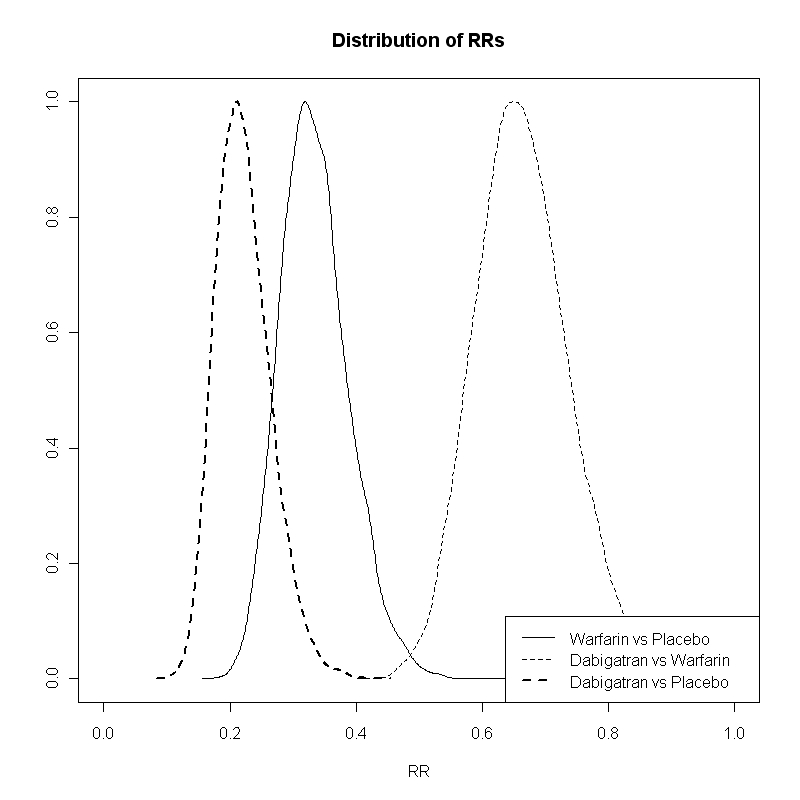 Distribution of RRs
1.0
0.8
0.6
0.4
0.2
0.0
Warfarin vs Placebo
Dabigatran vs Warfarin
Dabigatran vs Placebo
0.0 0.2 0.4 0.6 0.8 1.0
RR